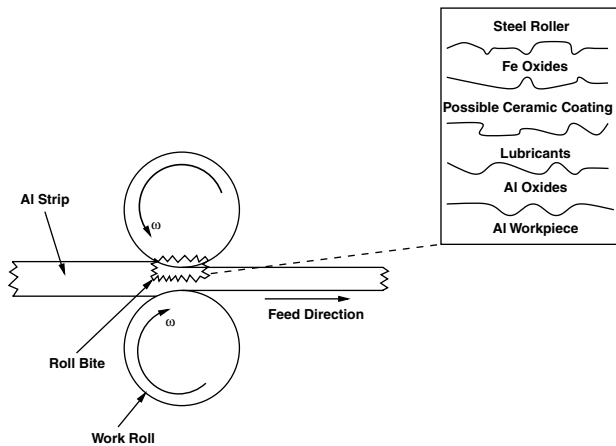 Steel Roller
Fe Oxides
Possible Ceramic Coating
Lubricants
Al Oxides
Al Workpiece
Al Strip
ω
ω
Feed Direction
Roll Bite
Work Roll